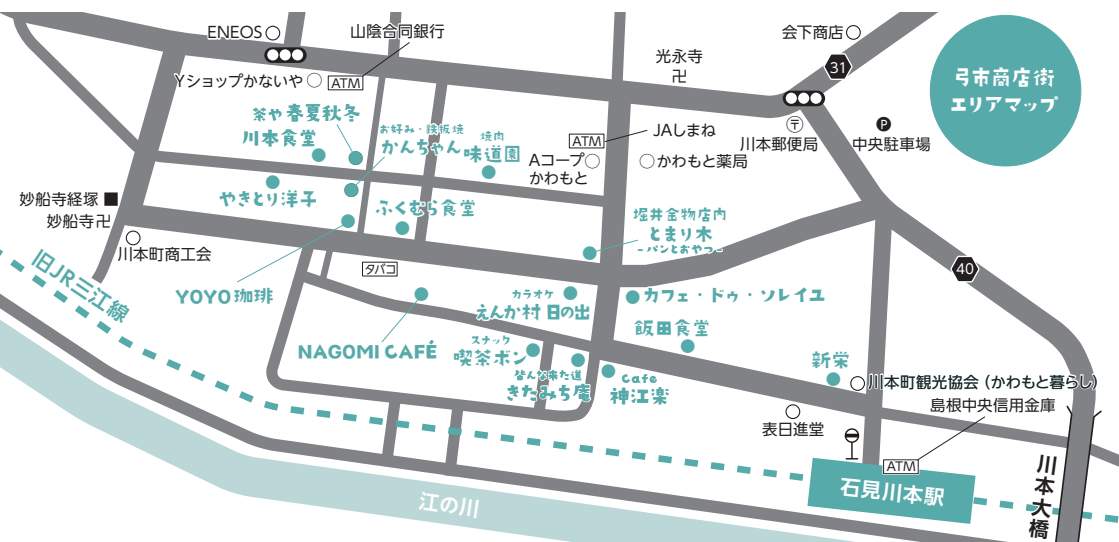 ENEOS
山陰合同銀行
会下商店
弓市商店街
エリアマップ
31
光永寺
卍
Yショップかないや
ATM
茶や 春夏秋冬
川本食堂
お好み・鉄板焼
かんちゃん
焼肉
味道園
ATM
JAしまね
Aコープ
かわもと
かわもと薬局
〒
川本郵便局
P
中央駐車場
妙船寺経塚
妙船寺卍
やきとり洋子
ふくむら食堂
堀井金物店内
とまり木
-パンとおやつ-
川本町商工会
タバコ
40
旧JR三江線
YOYO珈琲
カラオケ
えんか村 日の出
カフェ・ドゥ・ソレイユ
飯田食堂
NAGOMI CAFÉ
スナック
喫茶ボン
皆んな来た道
きたみち庵
Cafe
神江楽
新栄
川本町観光協会(かわもと暮らし)
島根中央信用金庫
表日進堂
ATM
石見川本駅
川本大橋
江の川